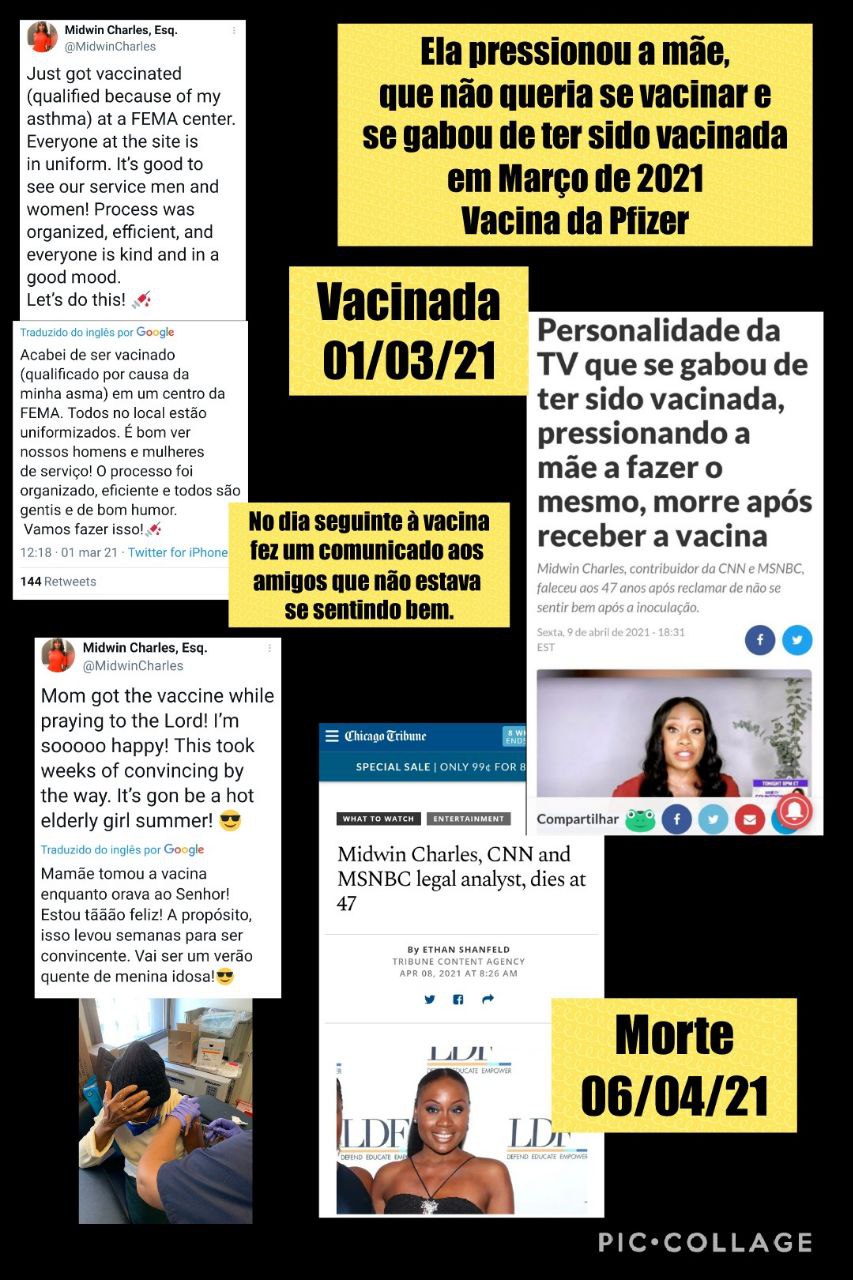 Midwin Charles, Esq.
@MidwinCharles
Just got vaccinated
(qualified because of my
asthma) at a FEMA center.
Everyone at the site is
in uniform. It's good to
see our service men and
women! Process was
organized, efficient, and
everyone is kind and in a
good mood.
Let's do this! 💉
Traduzido do inglês por Google
Acabei de ser vacinado
(qualificado por causa da
minha asma) em um centro da
FEMA. Todos no local estão
uniformizados. É bom ver
nossos homens e mulheres
de serviço! O processo foi
organizado, eficiente e todos são
gentis e de bom humor.
Vamos fazer isso!💉
12:18 · 01 mar 21 · Twitter for iPhone
144 Retweets
Ela pressionou a mãe,
que não queria se vacinar e
se gabou de ter sido vacinada
em Março de 2021
Vacina da Pfizer
Vacinada
01/03/21
Personalidade da
TV que se gabou de
ter sido vacinada,
pressionando a
mãe a fazer o
mesmo, morre após
receber a vacina
Midwin Charles, contribuidor da CNN e MSNBC,
faleceu aos 47 anos após reclamar de não se
sentir bem após a inoculação.
Sexta, 9 de abril de 2021 - 18:31
EST
TONIGHT 8PM ET
Compartilhar
No dia seguinte à vacina
fez um comunicado aos
amigos que não estava
se sentindo bem.
Midwin Charles, Esq.
@MidwinCharles
Mom got the vaccine while
praying to the Lord! I'm
sooooo happy! This took
weeks of convincing by
the way. It's gon be a hot
elderly girl summer! 😎
Traduzido do inglês por Google
Mamãe tomou a vacina
enquanto orava ao Senhor!
Estou tããão feliz! A propósito,
isso levou semanas para ser
convincente. Vai ser um verão
quente de menina idosa!😎
Chicago Tribune
8 W
ENDS
SPECIAL SALE | ONLY 99¢ FOR 8
WHAT TO WATCH
ENTERTAINMENT
Midwin Charles, CNN and
MSNBC legal analyst, dies at
47
By ETHAN SHANFELD
TRIBUNE CONTENT AGENCY
APR 08, 2021 AT 8:26 AM
LDF
EDUCATE EMPOWER
LDF
DEFEND EDUCATE EMPOWER
LDF
DEFEND EDUCATE EMPOWER
Morte
06/04/21
PIC•COLLAGE